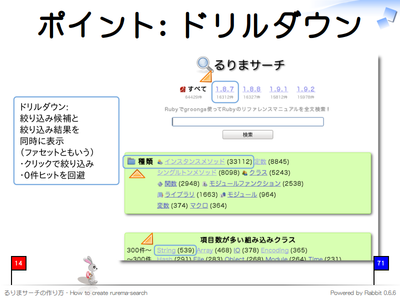 ポイント: ドリルダウン
るりまサーチ
すべて 1.8.7 1.8.8 1.9.1 1.9.2
Rubyでgroonga使ってRubyのリファレンスマニュアルを全文検索!
検索
ドリルダウン:
絞り込み候補と
絞り込み結果を
同時に表示
(ファセットともいう)
・クリックで絞り込み
・0件ヒットを回避
種類 インスタンスメソッド (33112) 定数 (8845)
シングルトンメソッド (8098) クラス (5243)
関数 (2948) モジュールファンクション (2538)
ライブラリ (1663) モジュール (964)
変数 (374) マクロ (364)
項目数が多い組み込みクラス
300件〜 String (539) Array (468) IO (378) Encoding (365)
〜300件 (291) File (283) Object (268) Module (264) Time (231)
14
71
るりまサーチの作り方 - How to create rurema-search
Powered by Rabbit 0.6.6